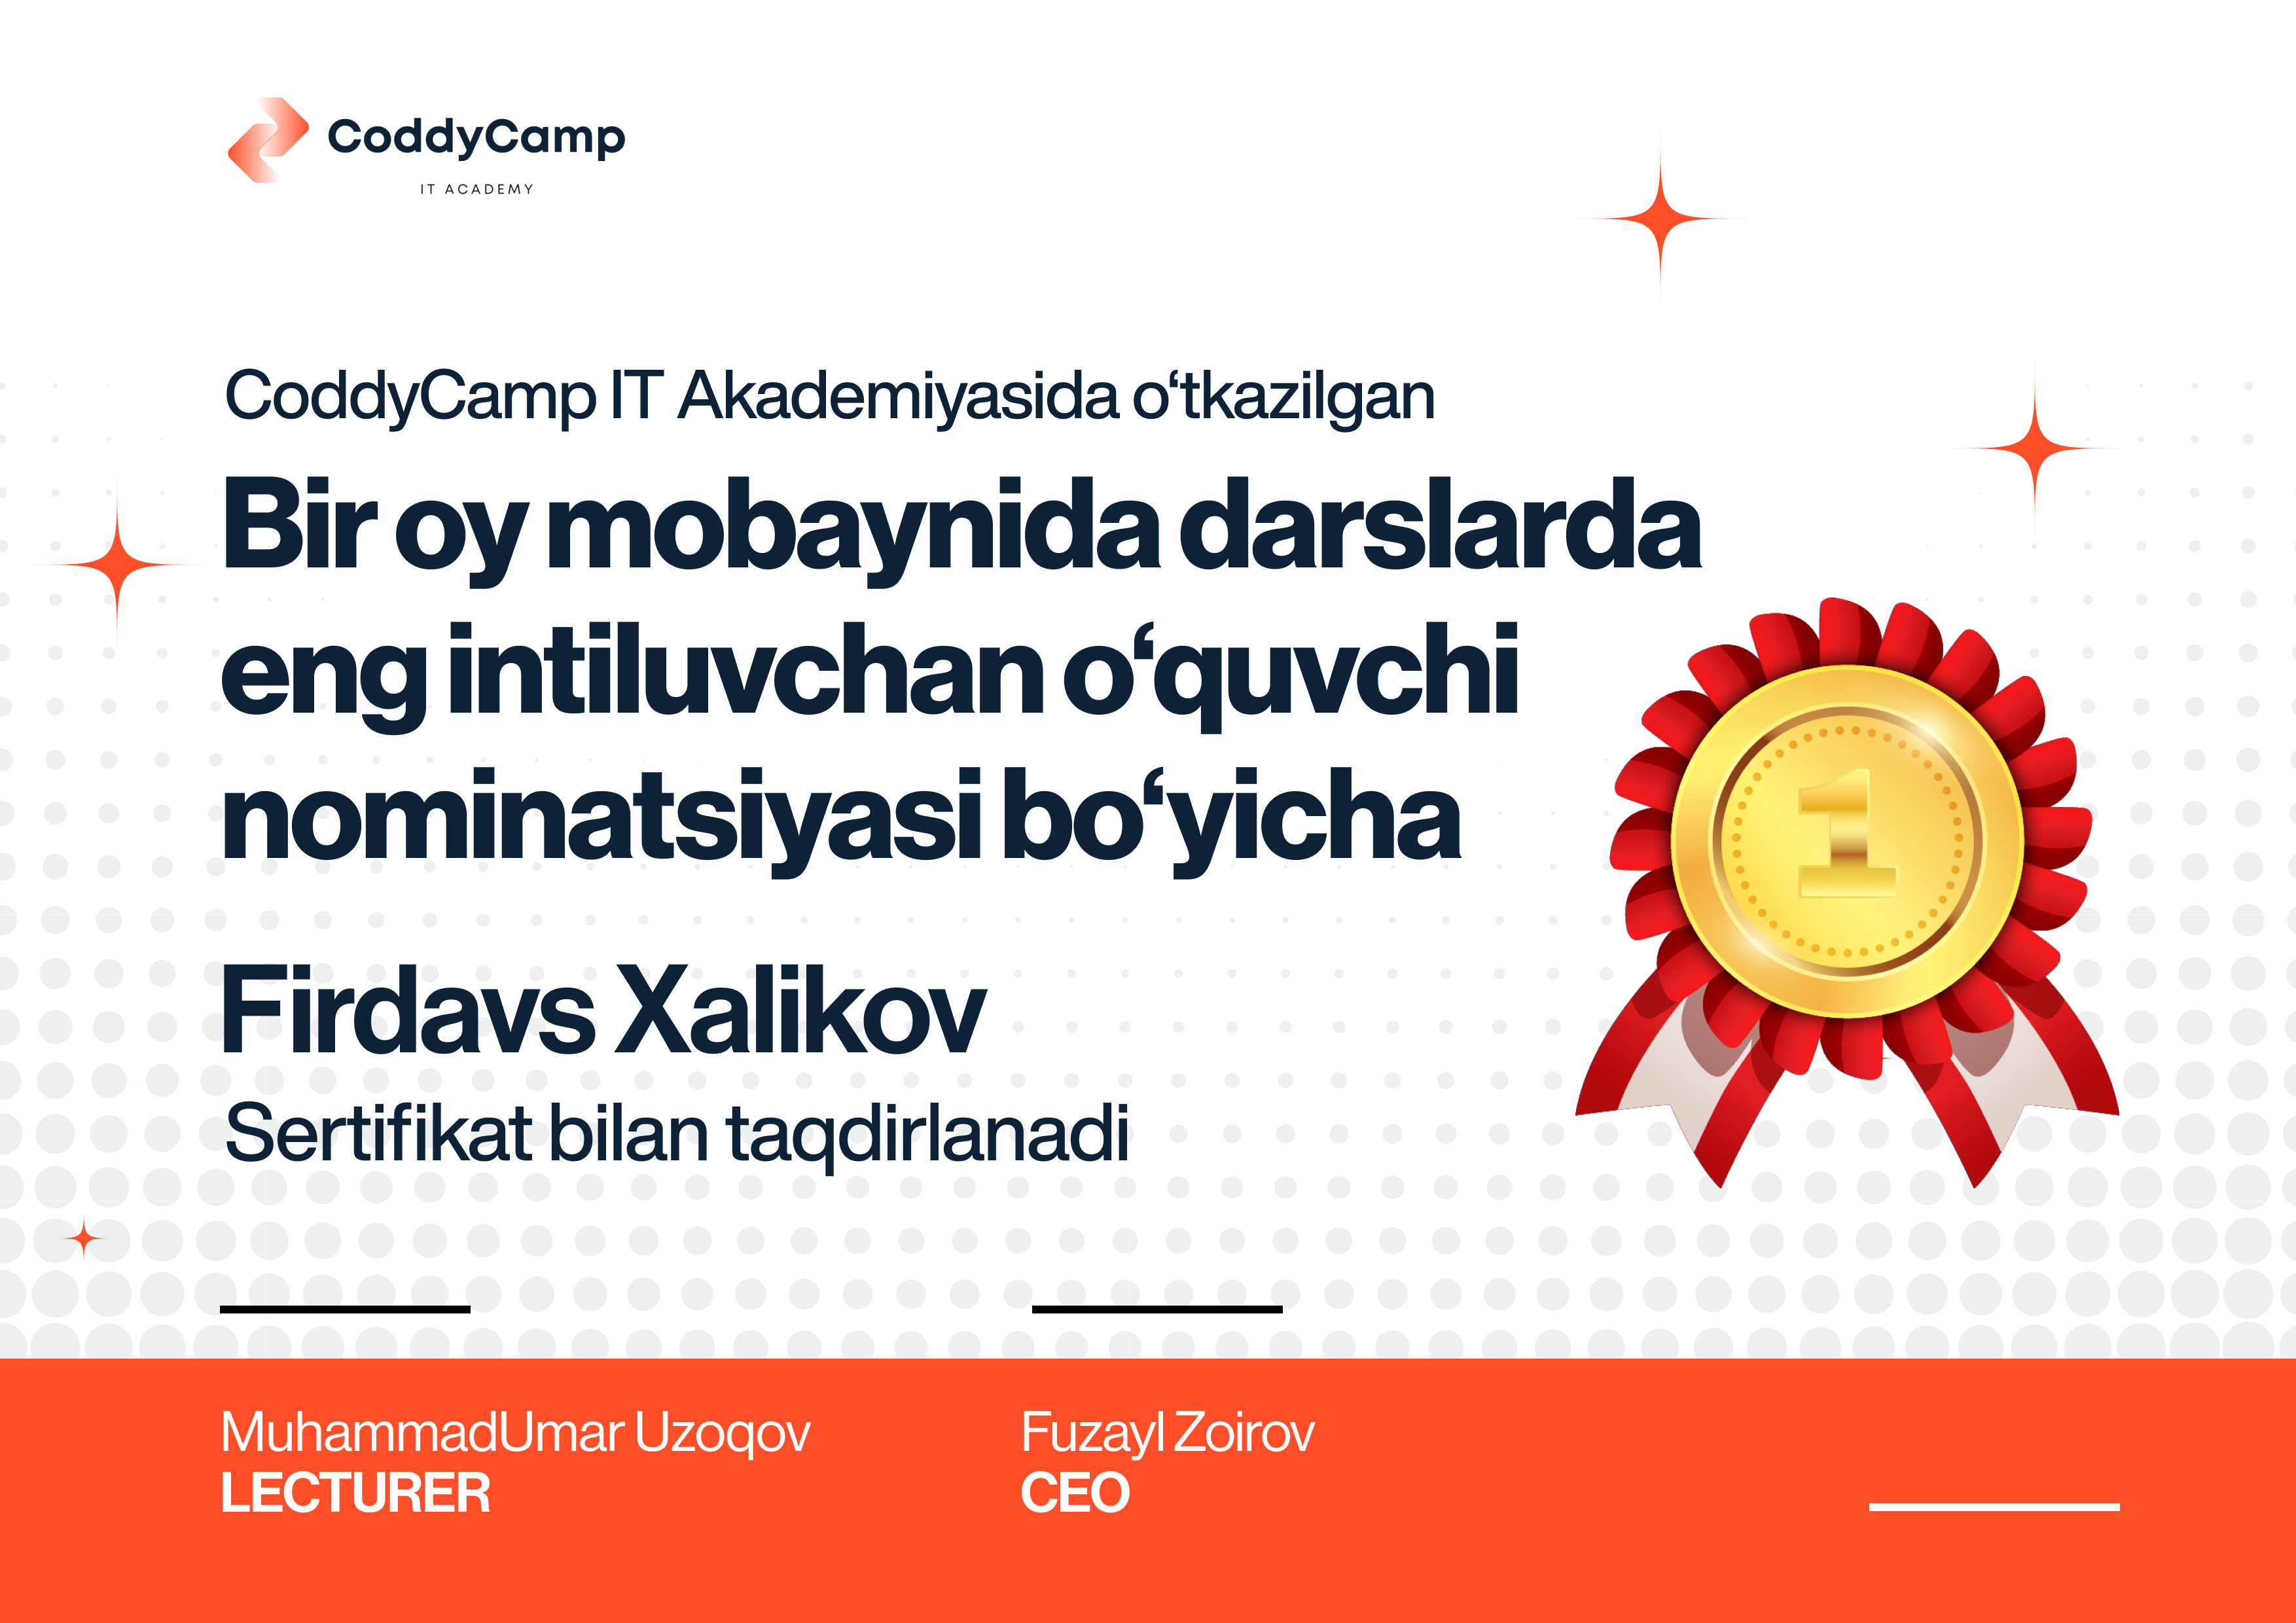 CoddyCamp
IT ACADEMY
CoddyCamp IT Akademiyasida o‘tkazilgan
Bir oy mobaynida darslarda
eng intiluvchan o‘quvchi
nominatsiyasi bo‘yicha
1
Firdavs Xalikov
Sertifikat bilan taqdirlanadi
MuhammadUmar Uzoqov
LECTURER
Fuzayl Zoirov
CEO